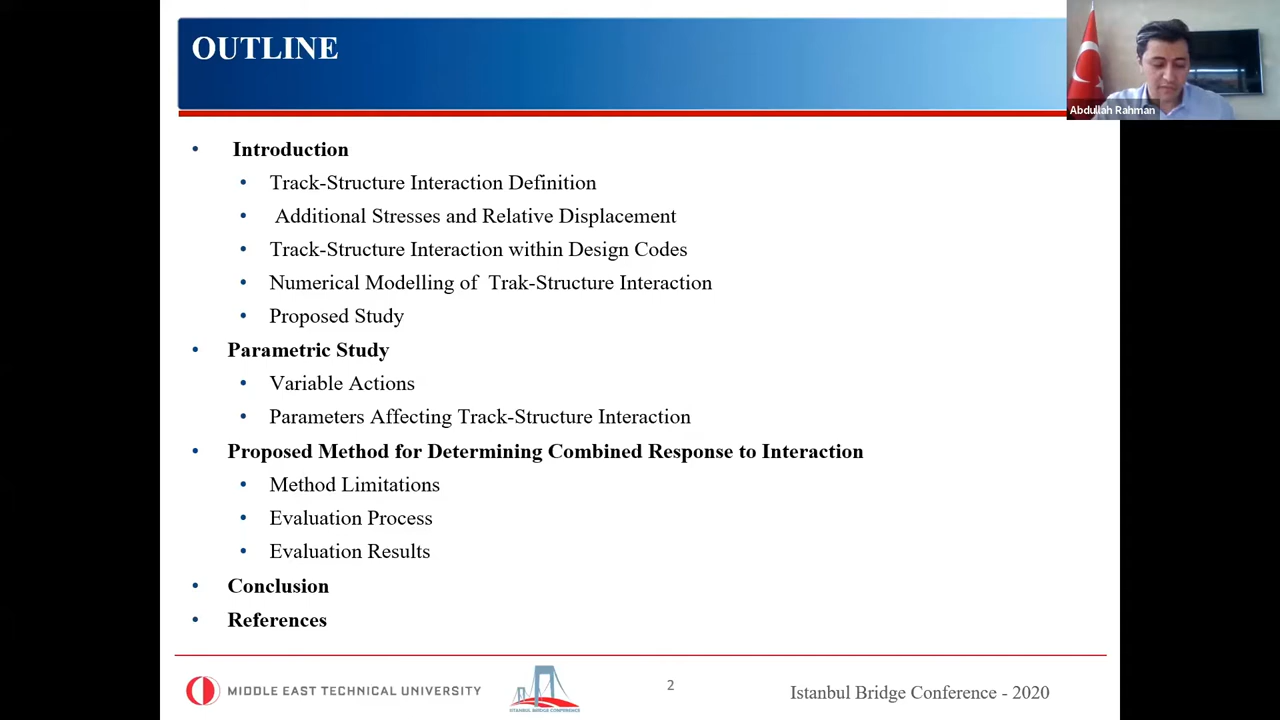 OUTLINE
Abdullah Rahman
• Introduction
• Track-Structure Interaction Definition
• Additional Stresses and Relative Displacement
• Track-Structure Interaction within Design Codes
• Numerical Modelling of Trak-Structure Interaction
• Proposed Study
• Parametric Study
• Variable Actions
• Parameters Affecting Track-Structure Interaction
• Proposed Method for Determining Combined Response to Interaction
• Method Limitations
• Evaluation Process
• Evaluation Results
• Conclusion
• References
MIDDLE EAST TECHNICAL UNIVERSITY
ISTANBUL BRIDGE CONFERENCE
2
Istanbul Bridge Conference - 2020